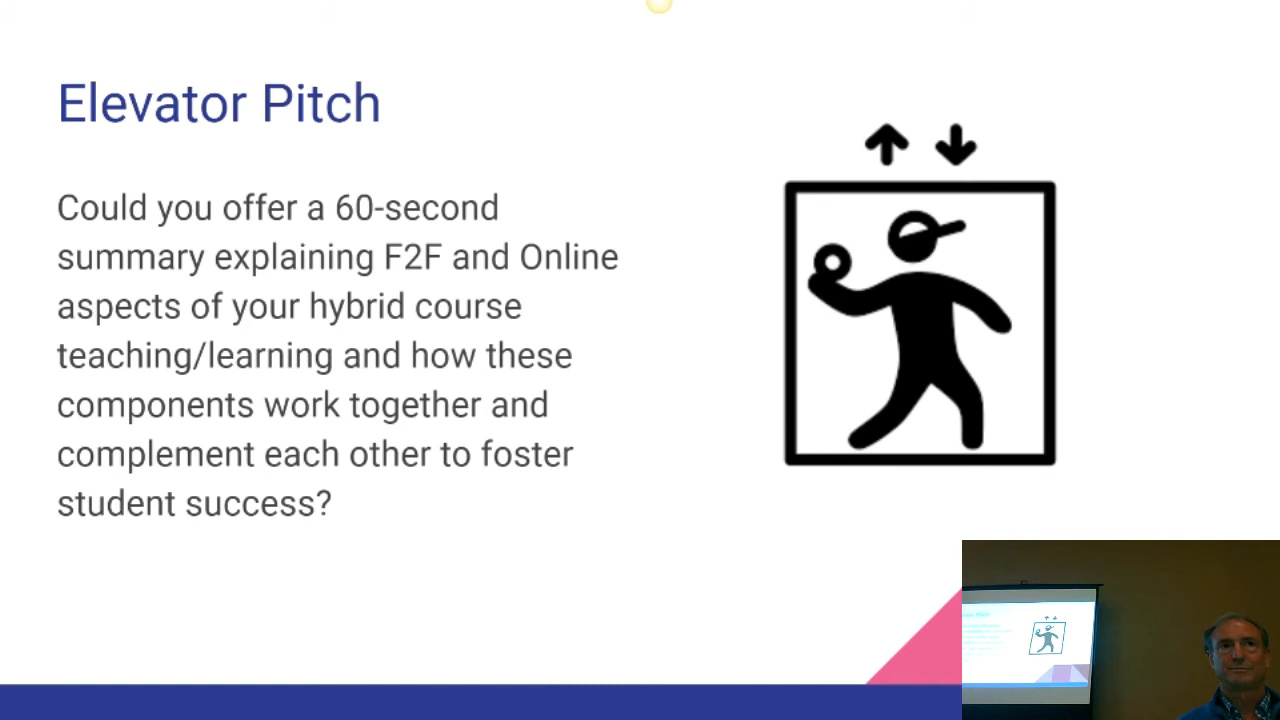 Elevator Pitch
Could you offer a 60-second
summary explaining F2F and Online
aspects of your hybrid course
teaching/learning and how these
components work together and
complement each other to foster
student success?